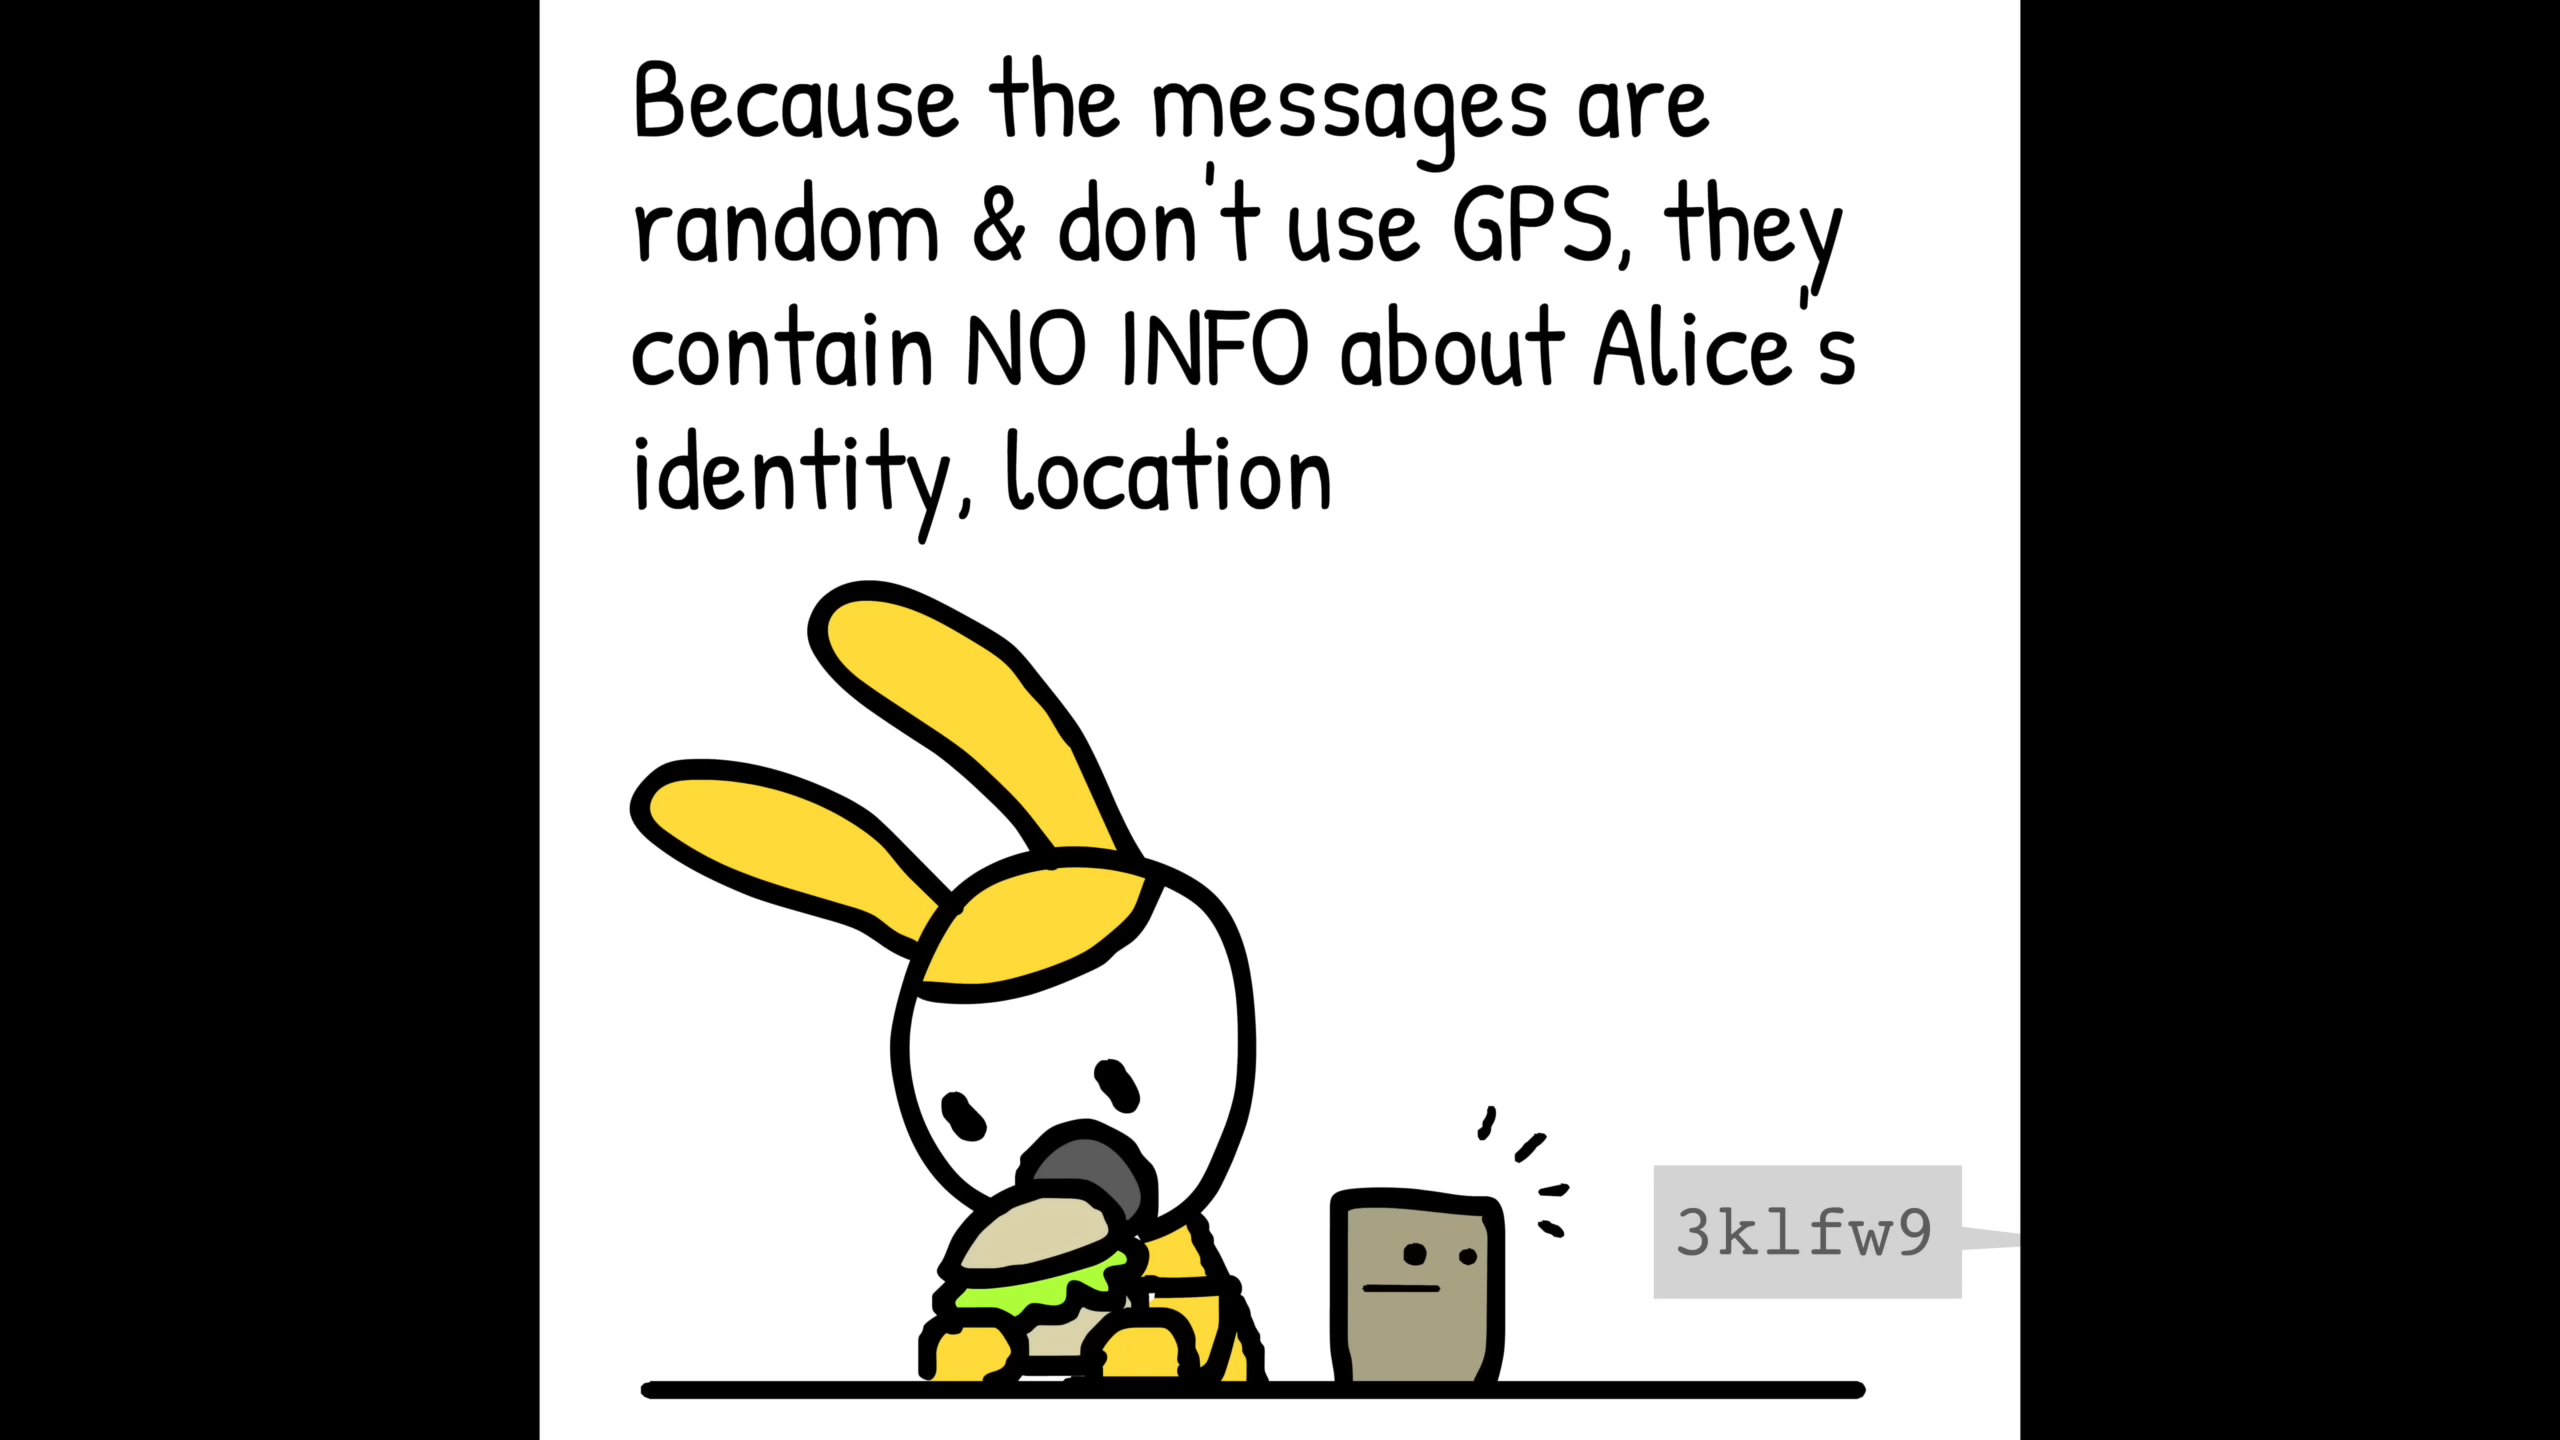 Because the messages are
random & don't use GPS, they
contain NO INFO about Alice's
identity, location
3klfw9